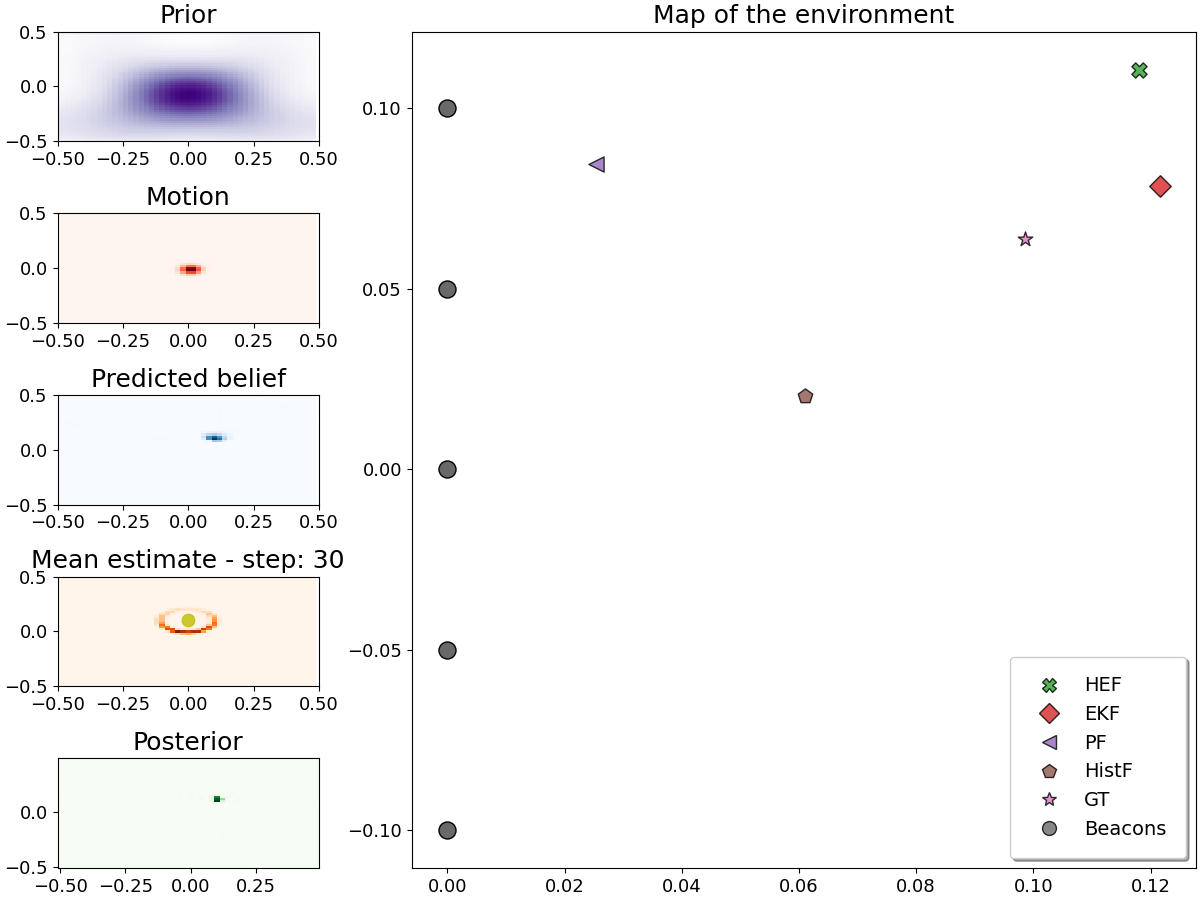 Prior
0.5
0.0
−0.5
−0.50 −0.25 0.00 0.25 0.50
Motion
0.5
0.0
−0.5
−0.50 −0.25 0.00 0.25 0.50
Predicted belief
0.5
0.0
−0.5
−0.50 −0.25 0.00 0.25 0.50
Mean estimate - step: 30
0.5
0.0
−0.5
−0.50 −0.25 0.00 0.25 0.50
Posterior
0.0
−0.5
−0.50 −0.25 0.00 0.25
Map of the environment
0.10
0.05
0.00
−0.05
−0.10
0.00 0.02 0.04 0.06 0.08 0.10 0.12
HEF
EKF
PF
HistF
GT
Beacons